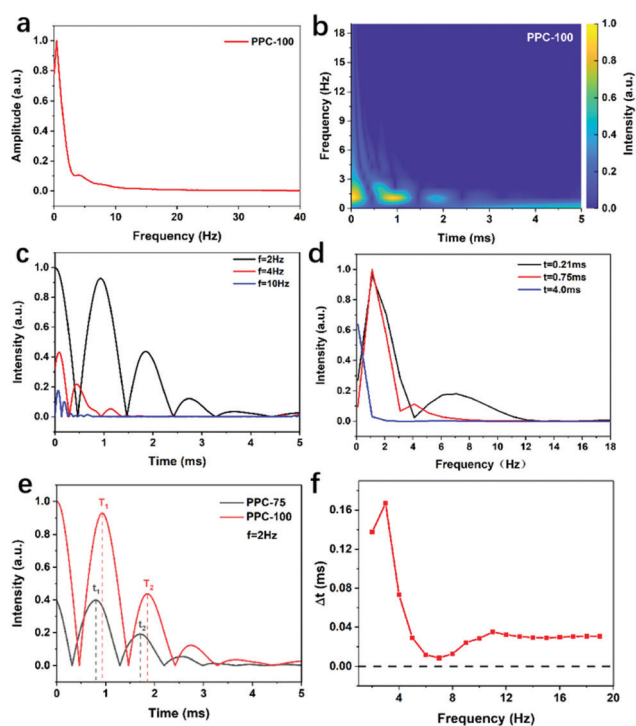 a
PPC-100
Amplitude (a.u.)
1.0
0.8
0.6
0.4
0.2
0.0
0 10 20 30 40
Frequency (Hz)
b
PPC-100
Frequency (Hz)
18
15
12
9
6
3
0
0 1 2 3 4 5
Time (ms)
1.0
0.8
0.6
0.4
0.2
0.0
Intensity (a.u.)
c
f=2Hz
f=4Hz
f=10Hz
Intensity (a.u.)
1.0
0.8
0.6
0.4
0.2
0.0
0 1 2 3 4 5
Time (ms)
d
t=0.21ms
t=0.75ms
t=4.0ms
Intensity (a.u.)
1.0
0.8
0.6
0.4
0.2
0.0
0 2 4 6 8 10 12 14 16 18
Frequency（Hz）
e
PPC-75
PPC-100
f=2Hz
T1
T2
t1
t2
Intensity (a.u.)
1.0
0.8
0.6
0.4
0.2
0.0
0 1 2 3 4 5
Time (ms)
f
Δt (ms)
0.16
0.12
0.08
0.04
0.00
4 8 12 16 20
Frequency (Hz)